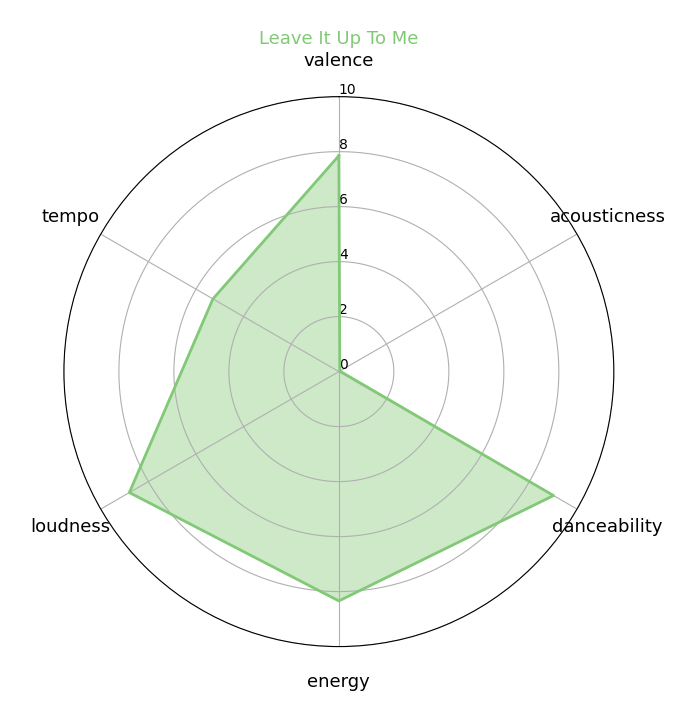 Leave It Up To Me
valence
10
8
tempo
6
acousticness
4
2
0
loudness
danceability
energy